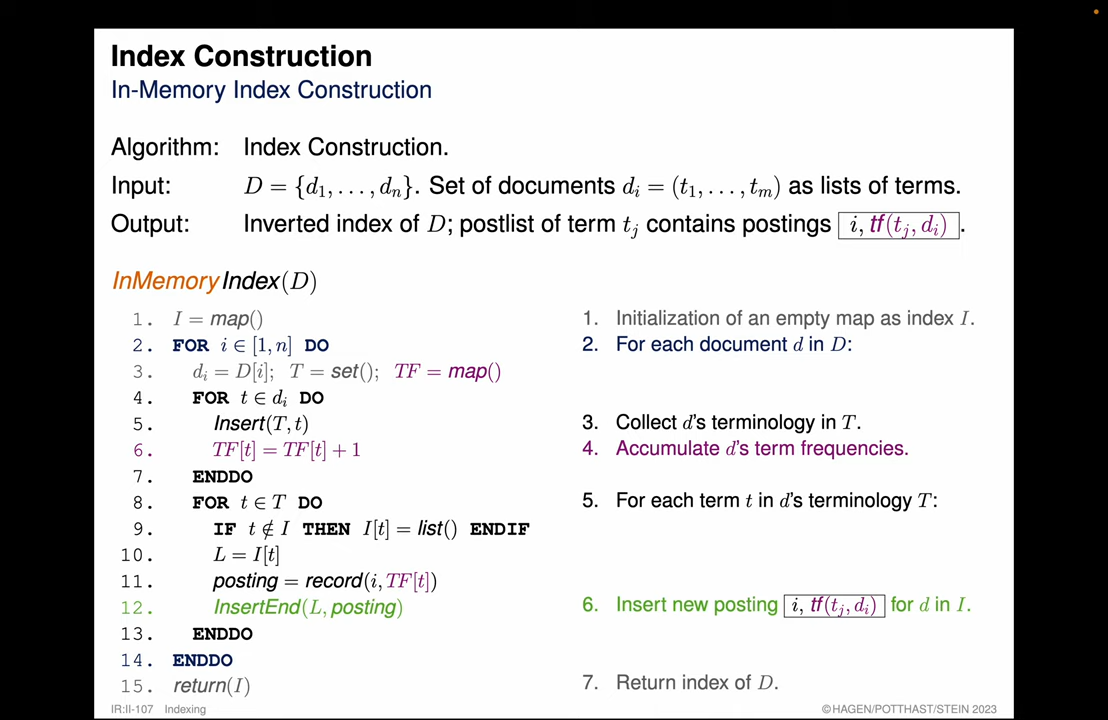 Index Construction
In-Memory Index Construction
Algorithm: Index Construction.
Input: D = {d₁, . . . , dₙ}. Set of documents dᵢ = (t₁, . . . , tₘ) as lists of terms.
Output: Inverted index of D; postlist of term tⱼ contains postings i, tf(tⱼ, dᵢ) .
InMemoryIndex(D)
1. I = map() 1. Initialization of an empty map as index I.
2. FOR i ∈ [1, n] DO 2. For each document d in D:
3. dᵢ = D[i]; T = set(); TF = map()
4. FOR t ∈ dᵢ DO
5. Insert(T, t) 3. Collect d's terminology in T.
6. TF[t] = TF[t] + 1 4. Accumulate d's term frequencies.
7. ENDDO
8. FOR t ∈ T DO 5. For each term t in d's terminology T:
9. IF t ∉ I THEN I[t] = list() ENDIF
10. L = I[t]
11. posting = record(i, TF[t])
12. InsertEnd(L, posting) 6. Insert new posting i, tf(tⱼ, dᵢ) for d in I.
13. ENDDO
14. ENDDO
15. return(I) 7. Return index of D.
IR:II-107 Indexing ©HAGEN/POTTHAST/STEIN 2023